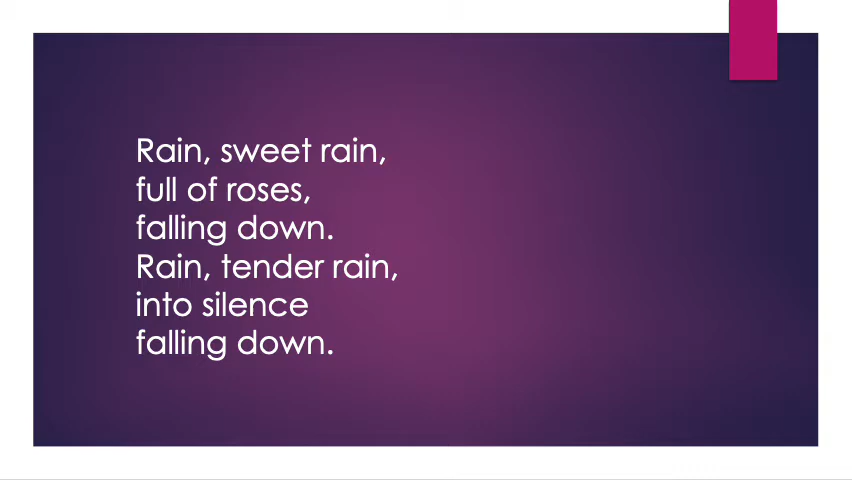 Rain, sweet rain,
full of roses,
falling down.
Rain, tender rain,
into silence
falling down.